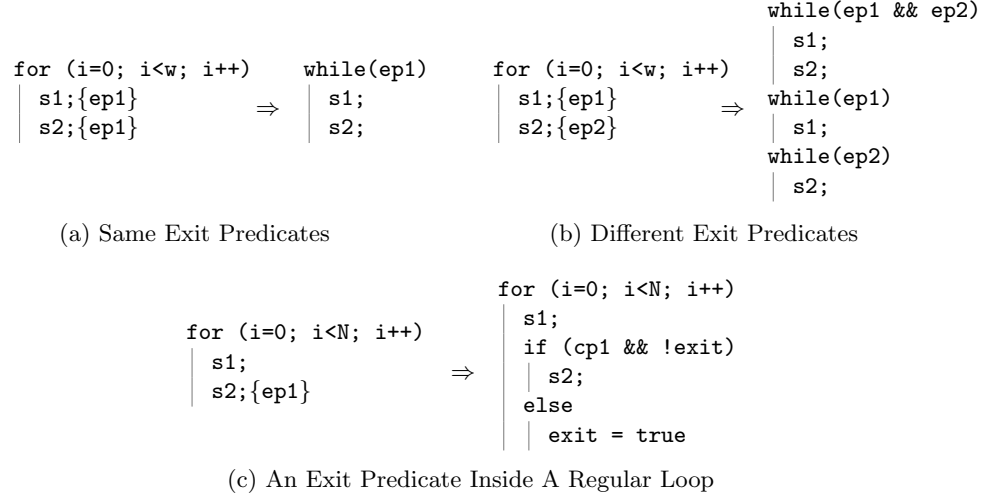 for (i=0; i<w; i++)
s1;{ep1}
s2;{ep1}
⇒
while(ep1)
s1;
s2;
(a) Same Exit Predicates
for (i=0; i<w; i++)
s1;{ep1}
s2;{ep2}
⇒
while(ep1 && ep2)
s1;
s2;
while(ep1)
s1;
while(ep2)
s2;
(b) Different Exit Predicates
for (i=0; i<N; i++)
s1;
s2;{ep1}
⇒
for (i=0; i<N; i++)
s1;
if (cp1 && !exit)
s2;
else
exit = true
(c) An Exit Predicate Inside A Regular Loop